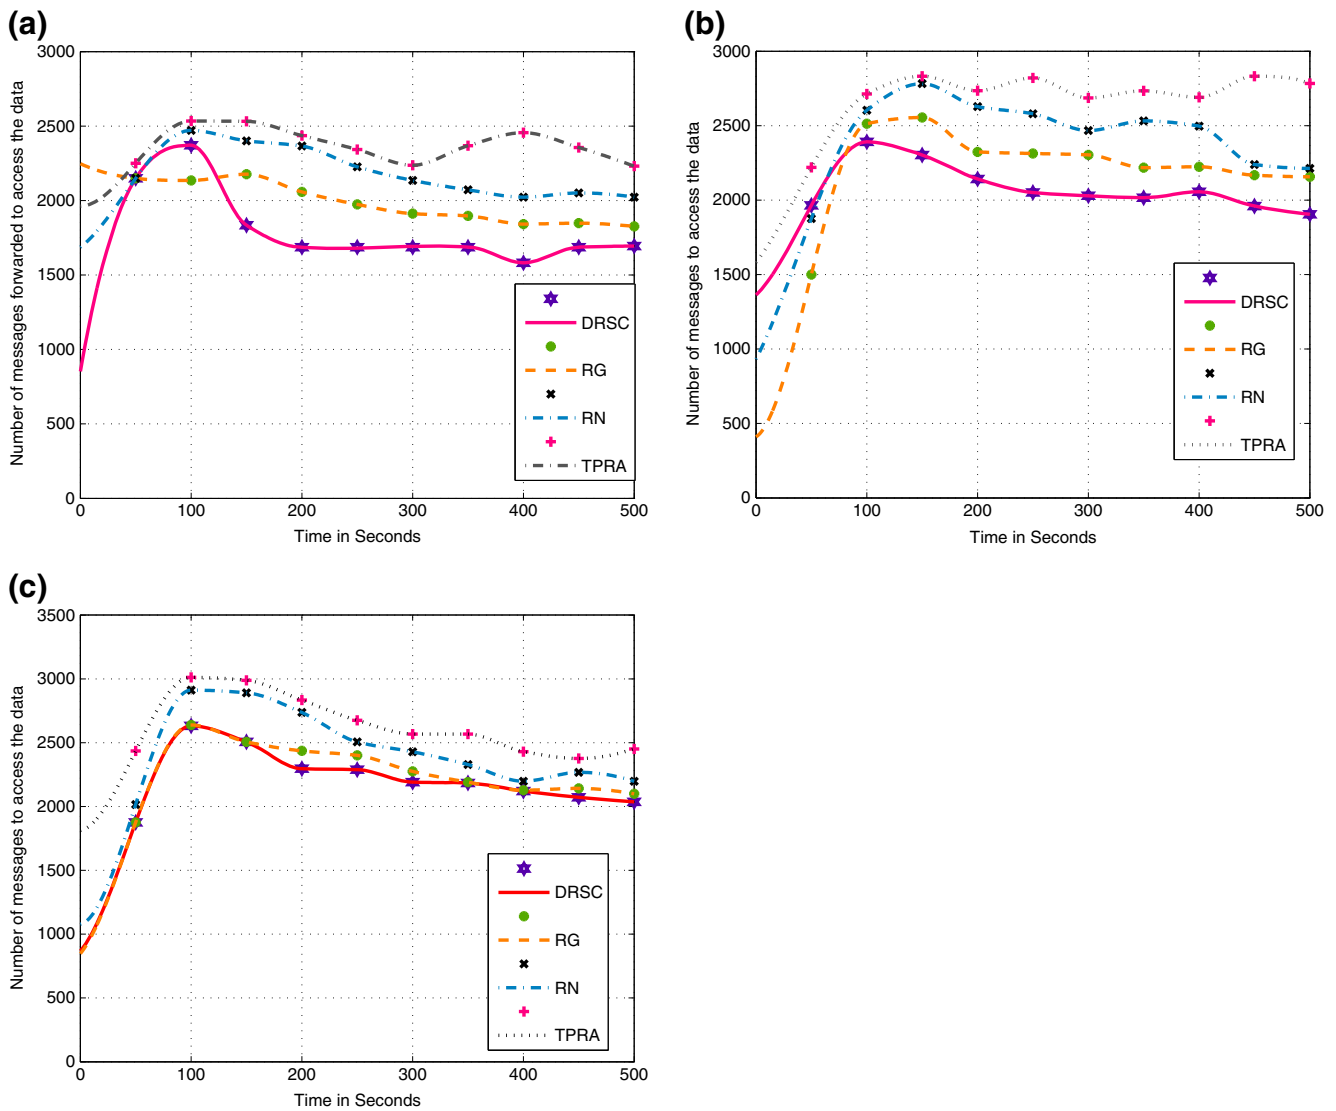 (a)
3000
2500
2000
1500
1000
500
0
0 100 200 300 400 500
Number of messages forwarded to access the data
Time in Seconds
DRSC
RG
RN
TPRA
(b)
3000
2500
2000
1500
1000
500
0
0 100 200 300 400 500
Number of messages to access the data
Time in Seconds
DRSC
RG
RN
TPRA
(c)
3500
3000
2500
2000
1500
1000
500
0
0 100 200 300 400 500
Number of messages to access the data
Time in Seconds
DRSC
RG
RN
TPRA